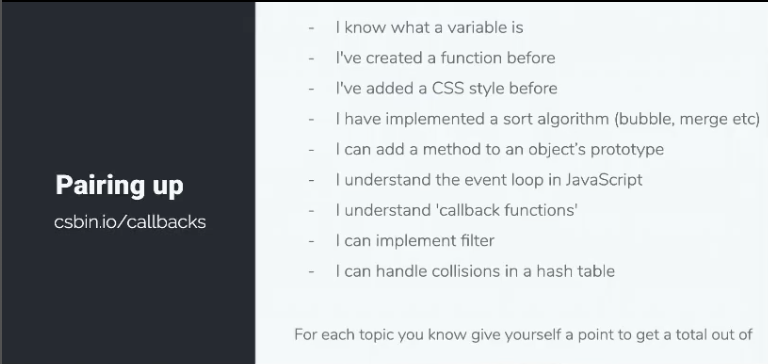 Pairing up
csbin.io/callbacks
- I know what a variable is
- I've created a function before
- I've added a CSS style before
- I have implemented a sort algorithm (bubble, merge etc)
- I can add a method to an object’s prototype
- I understand the event loop in JavaScript
- I understand 'callback functions'
- I can implement filter
- I can handle collisions in a hash table
For each topic you know give yourself a point to get a total out of